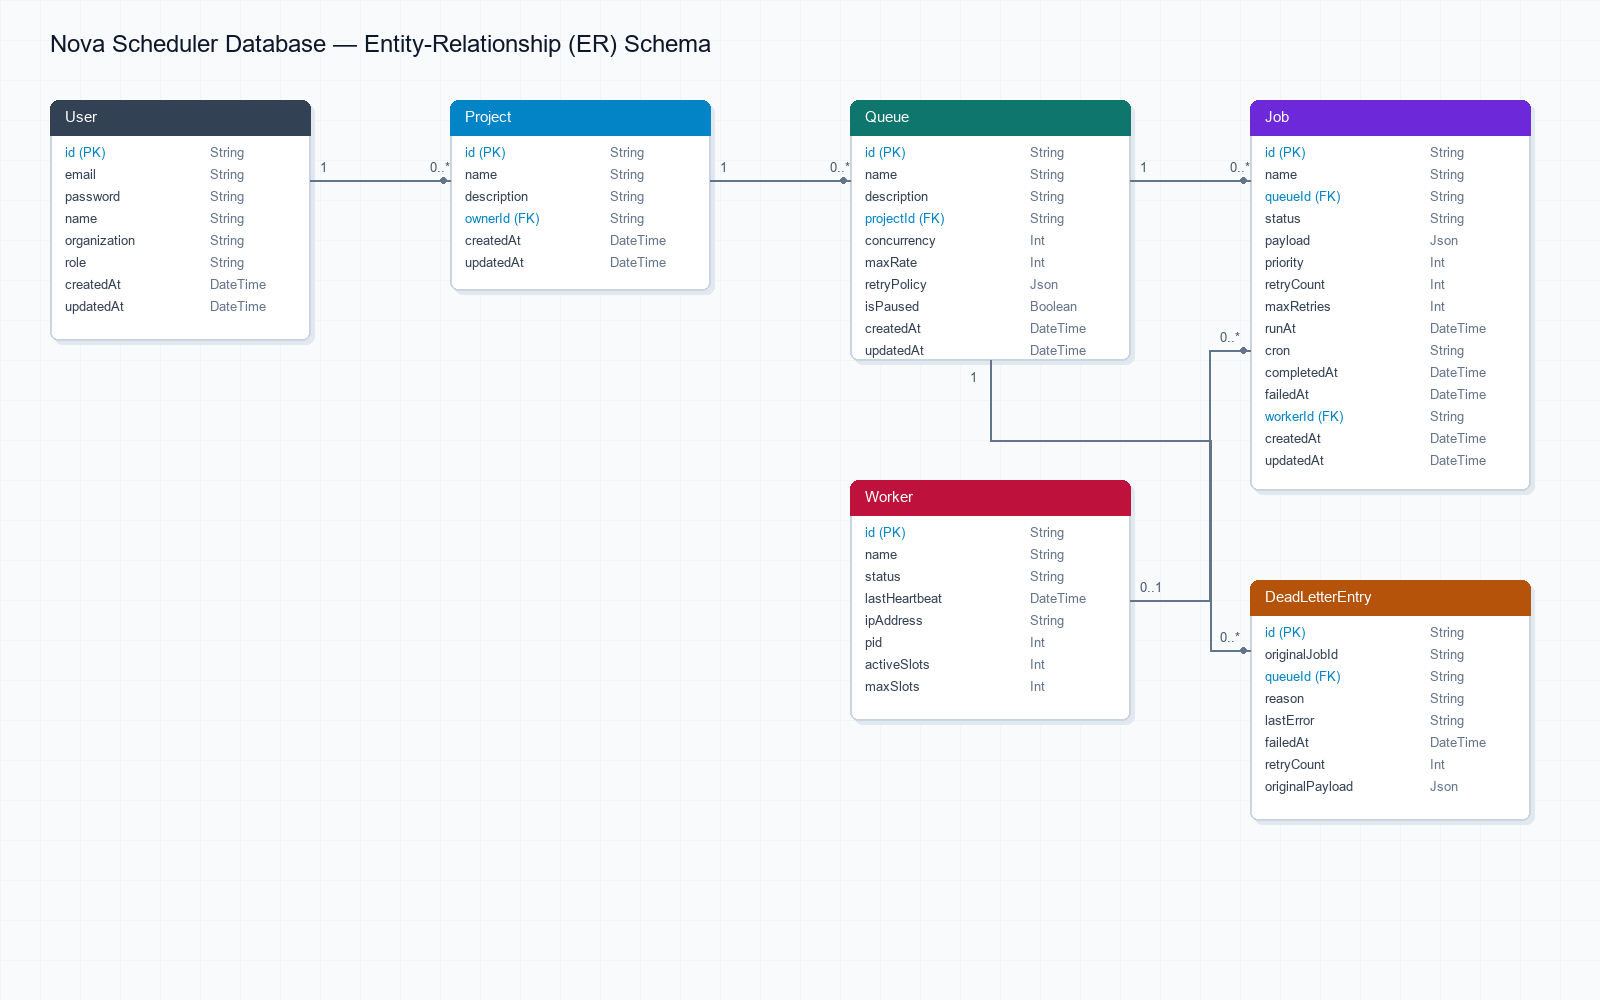 Nova Scheduler Database — Entity-Relationship (ER) Schema
User
id (PK) String
email String
password String
name String
organization String
role String
createdAt DateTime
updatedAt DateTime
1
0..*
Project
id (PK) String
name String
description String
ownerId (FK) String
createdAt DateTime
updatedAt DateTime
1
0..*
Queue
id (PK) String
name String
description String
projectId (FK) String
concurrency Int
maxRate Int
retryPolicy Json
isPaused Boolean
createdAt DateTime
updatedAt DateTime
1
0..*
1
Job
id (PK) String
name String
queueId (FK) String
status String
payload Json
priority Int
retryCount Int
maxRetries Int
runAt DateTime
cron String
completedAt DateTime
failedAt DateTime
workerId (FK) String
createdAt DateTime
updatedAt DateTime
0..*
Worker
id (PK) String
name String
status String
lastHeartbeat DateTime
ipAddress String
pid Int
activeSlots Int
maxSlots Int
0..1
0..*
DeadLetterEntry
id (PK) String
originalJobId String
queueId (FK) String
reason String
lastError String
failedAt DateTime
retryCount Int
originalPayload Json